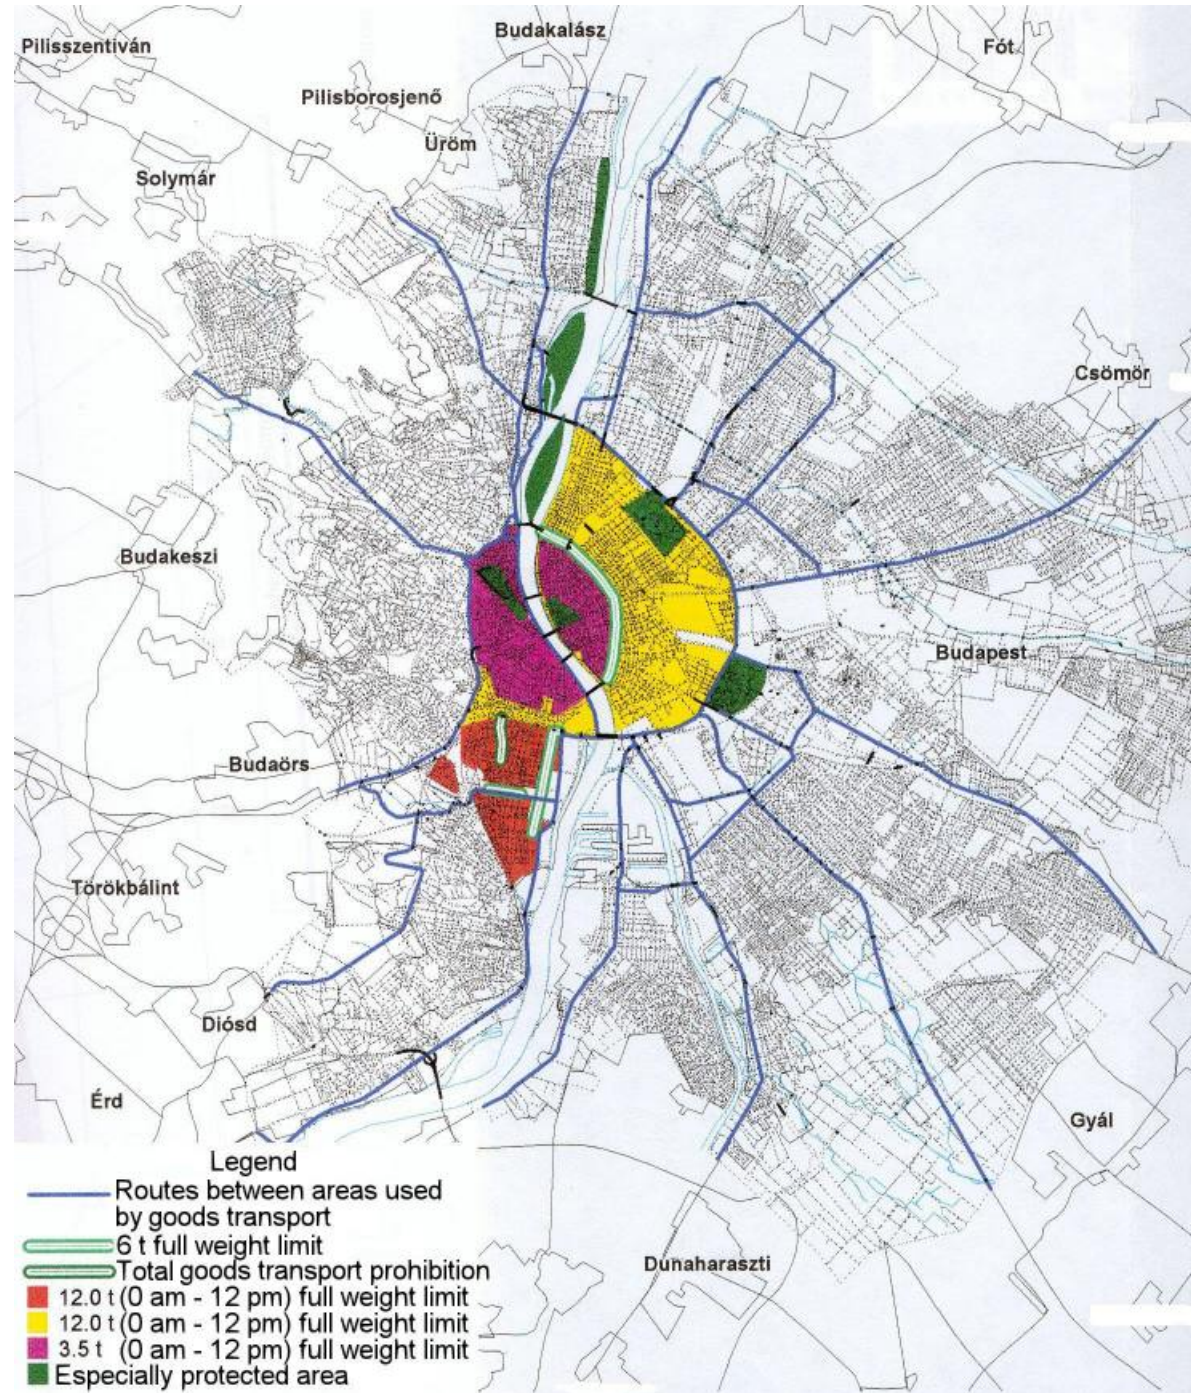 Budakalász
Fót
Pilisszentiván
Pilisborosjenő
Üröm
Solymár
Csömör
Budakeszi
Budapest
Budaörs
Törökbálint
Diósd
Érd
Gyál
Dunaharaszti
Legend
Routes between areas used
by goods transport
6 t full weight limit
Total goods transport prohibition
12.0 t (0 am - 12 pm) full weight limit
12.0 t (0 am - 12 pm) full weight limit
3.5 t (0 am - 12 pm) full weight limit
Especially protected area